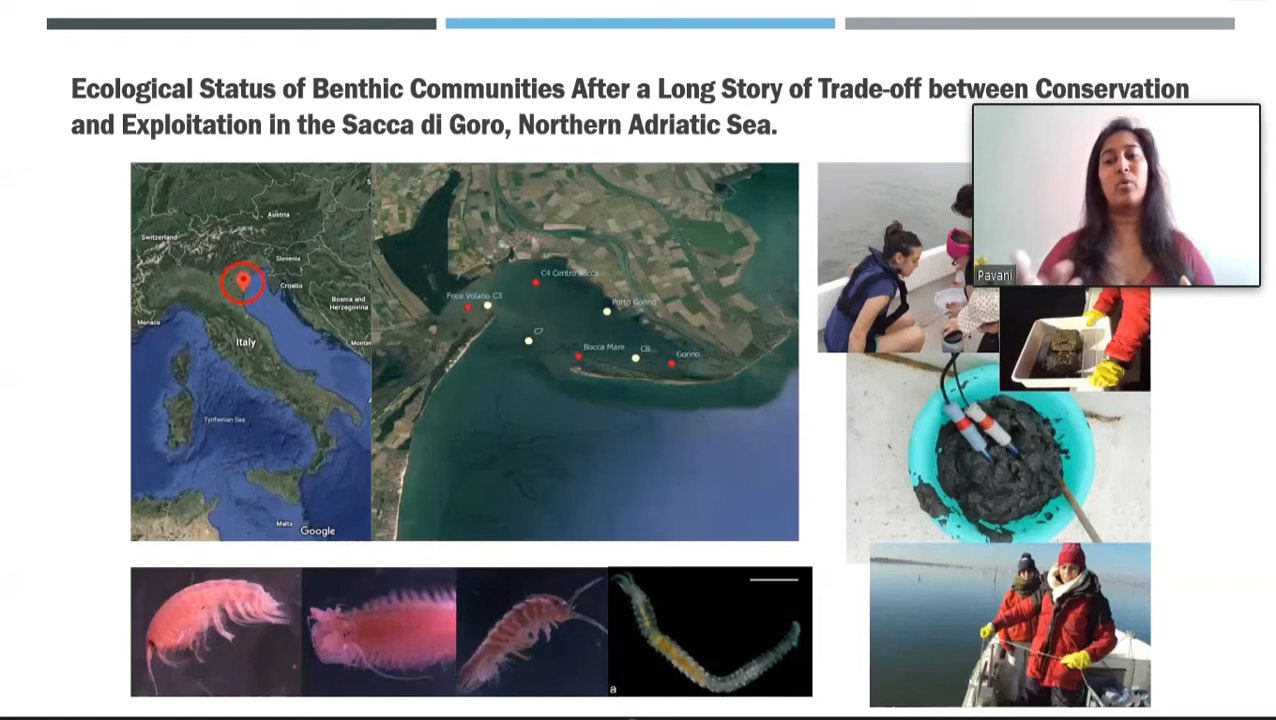 Ecological Status of Benthic Communities After a Long Story of Trade-off between Conservation
and Exploitation in the Sacca di Goro, Northern Adriatic Sea.
Pavani
Austria
Switzerland
Slovenia
Croatia
Bosnia and
Herzegovina
Monaco
Italy
Tyrrhenian Sea
Malta
Google
C4 Centro Sacca
Foce Volano C3
Porto Gorino
C7
Bocca Mare
C8
Gorino
a